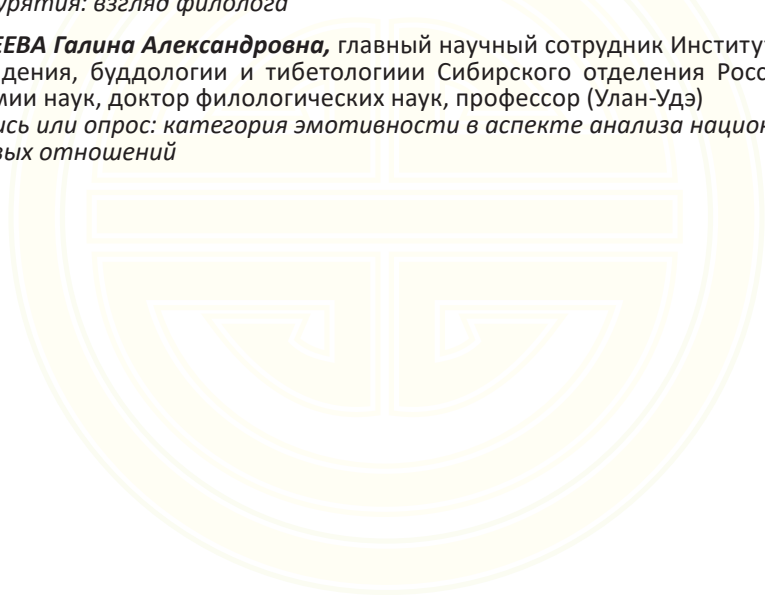 урятия: взгляд филолога
ЕЕВА Галина Александровна, главный научный сотрудник Институт
дения, буддологии и тибетологиии Сибирского отделения Росс
мии наук, доктор филологических наук, профессор (Улан-Удэ)
ись или опрос: категория эмотивности в аспекте анализа национ
вых отношений